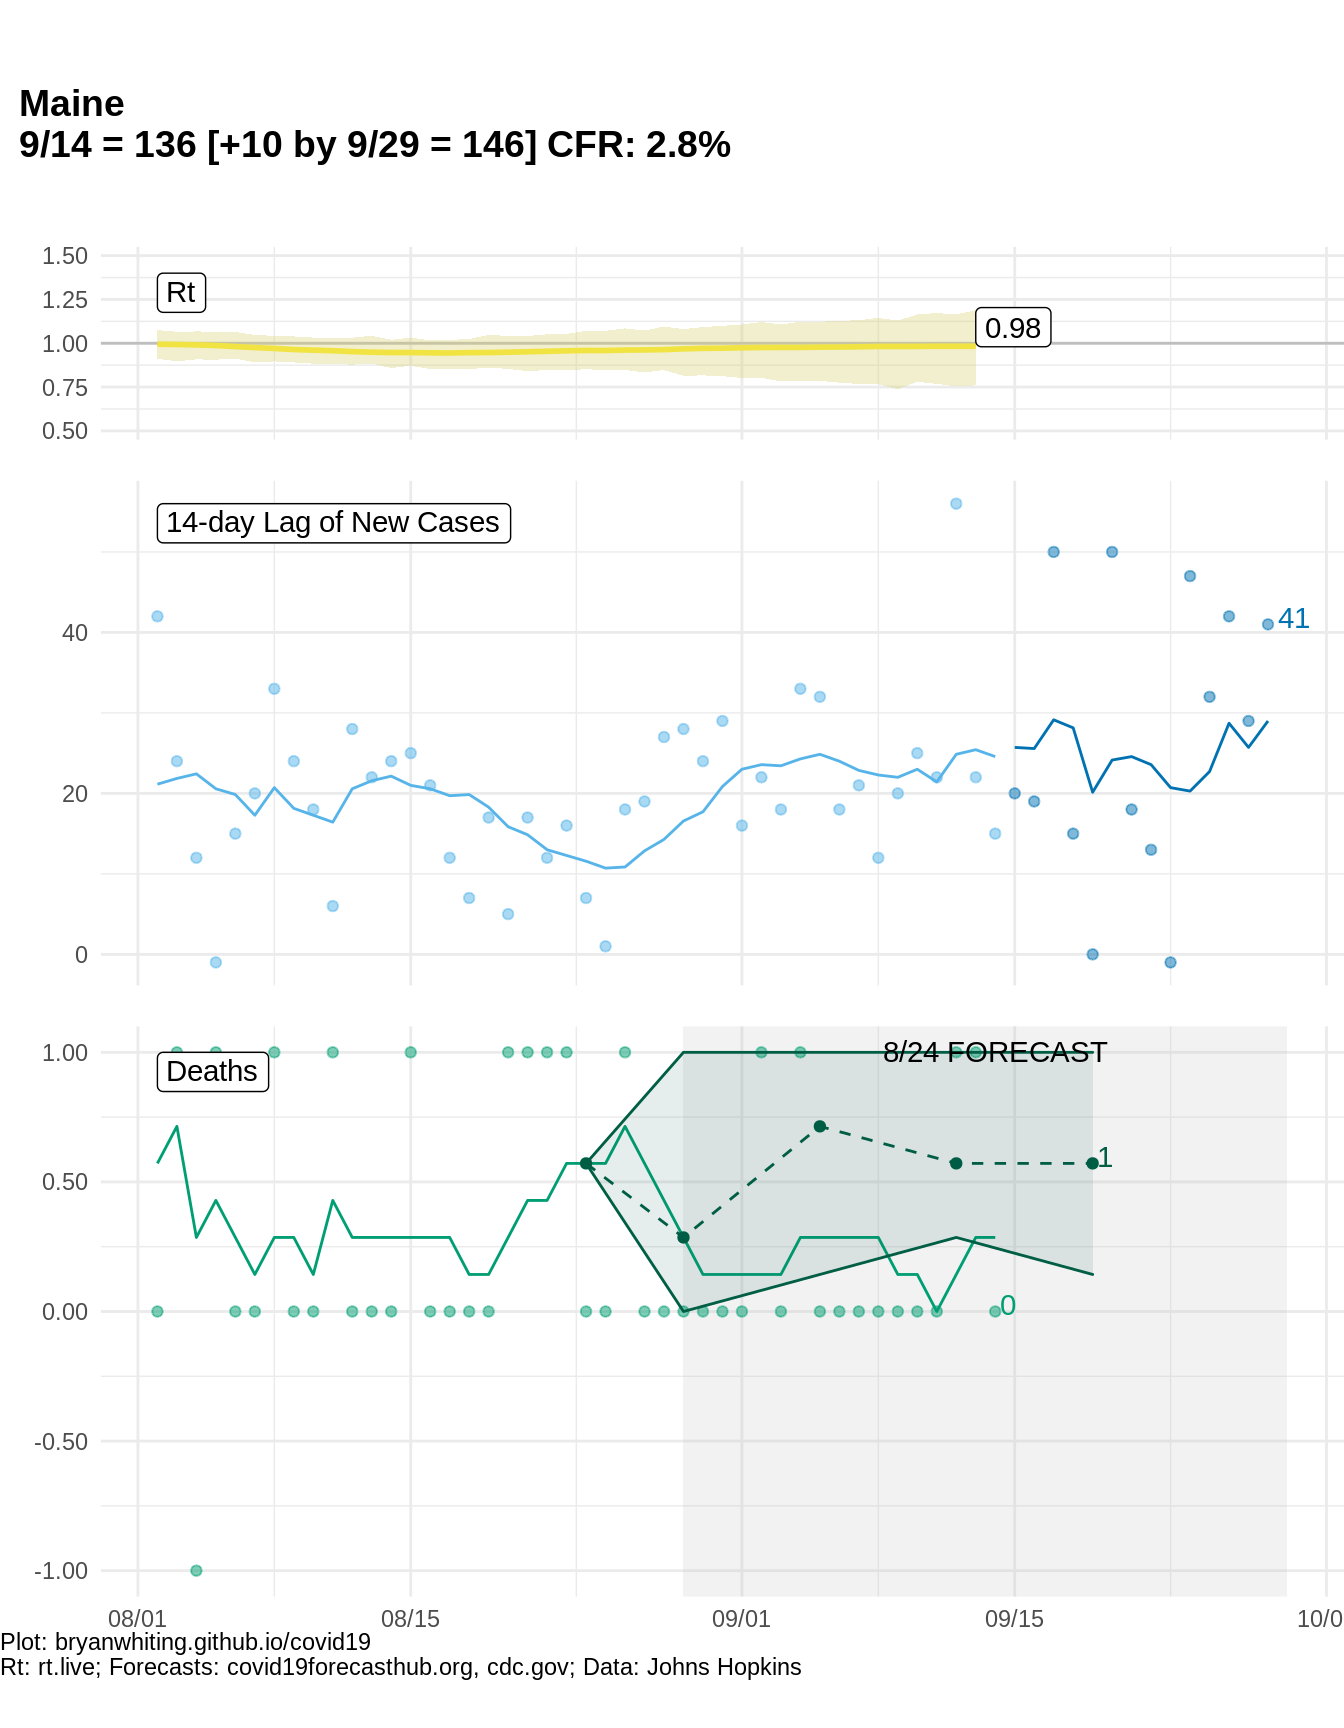 Maine
9/14 = 136 [+10 by 9/29 = 146] CFR: 2.8%
1.50
1.25
1.00
0.75
0.50
Rt
0.98
14-day Lag of New Cases
40
20
0
41
1.00
0.50
0.00
-0.50
-1.00
Deaths
8/24 FORECAST
1
0
08/01 08/15 09/01 09/15 10/0
Plot: bryanwhiting.github.io/covid19
Rt: rt.live; Forecasts: covid19forecasthub.org, cdc.gov; Data: Johns Hopkins